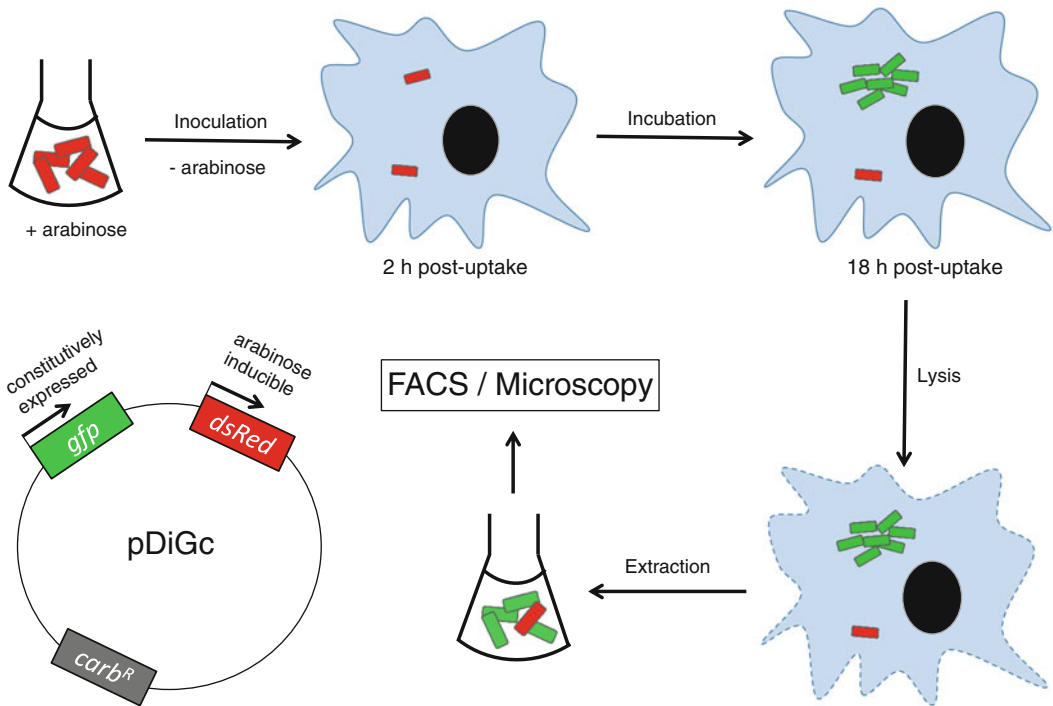 Inoculation
- arabinose
+ arabinose
2 h post-uptake
Incubation
18 h post-uptake
Lysis
constitutively
expressed
gfp
arabinose
inducible
dsRed
pDiGc
carbᴿ
FACS / Microscopy
Extraction